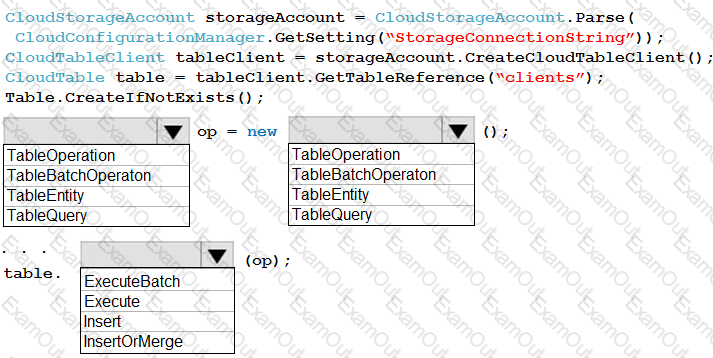 CloudStorageAccount storageAccount = CloudStorageAccount.Parse(
CloudConfigurationManager.GetSetting(“StorageConnectionString”));
CloudTableClient tableClient = storageAccount.CreateCloudTableClient();
CloudTable table = tableClient.GetTableReference(“clients”);
Table.CreateIfNotExists();
op = new ();
TableOperation TableOperation
TableBatchOperaton TableBatchOperaton
TableEntity TableEntity
TableQuery TableQuery
. . .
table. (op);
ExecuteBatch
Execute
Insert
InsertOrMerge